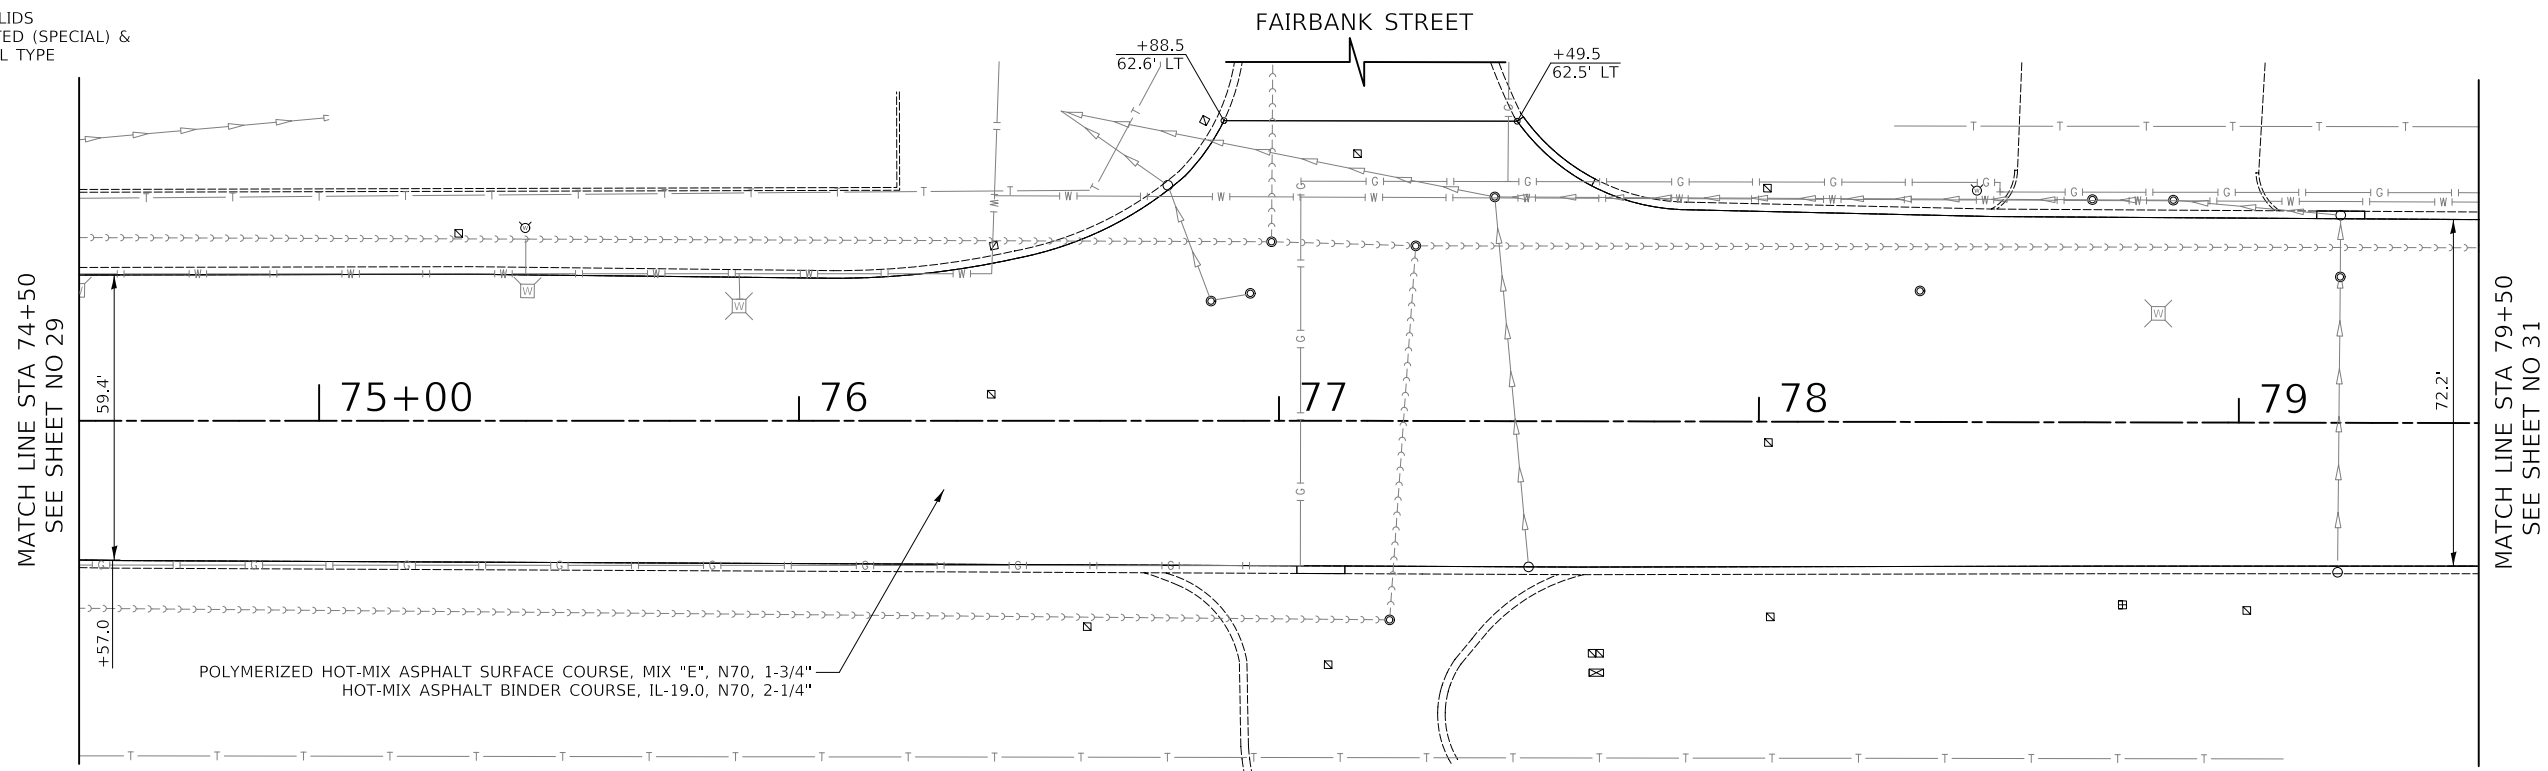 LIDS
TED (SPECIAL) &
L TYPE
FAIRBANK STREET
+88.5
62.6' LT
+49.5
62.5' LT
MATCH LINE STA 74+50
SEE SHEET NO 29
59.4'
75+00
76
77
78
79
72.2'
MATCH LINE STA 79+50
SEE SHEET NO 31
+57.0
POLYMERIZED HOT-MIX ASPHALT SURFACE COURSE, MIX "E", N70, 1-3/4"
HOT-MIX ASPHALT BINDER COURSE, IL-19.0, N70, 2-1/4"